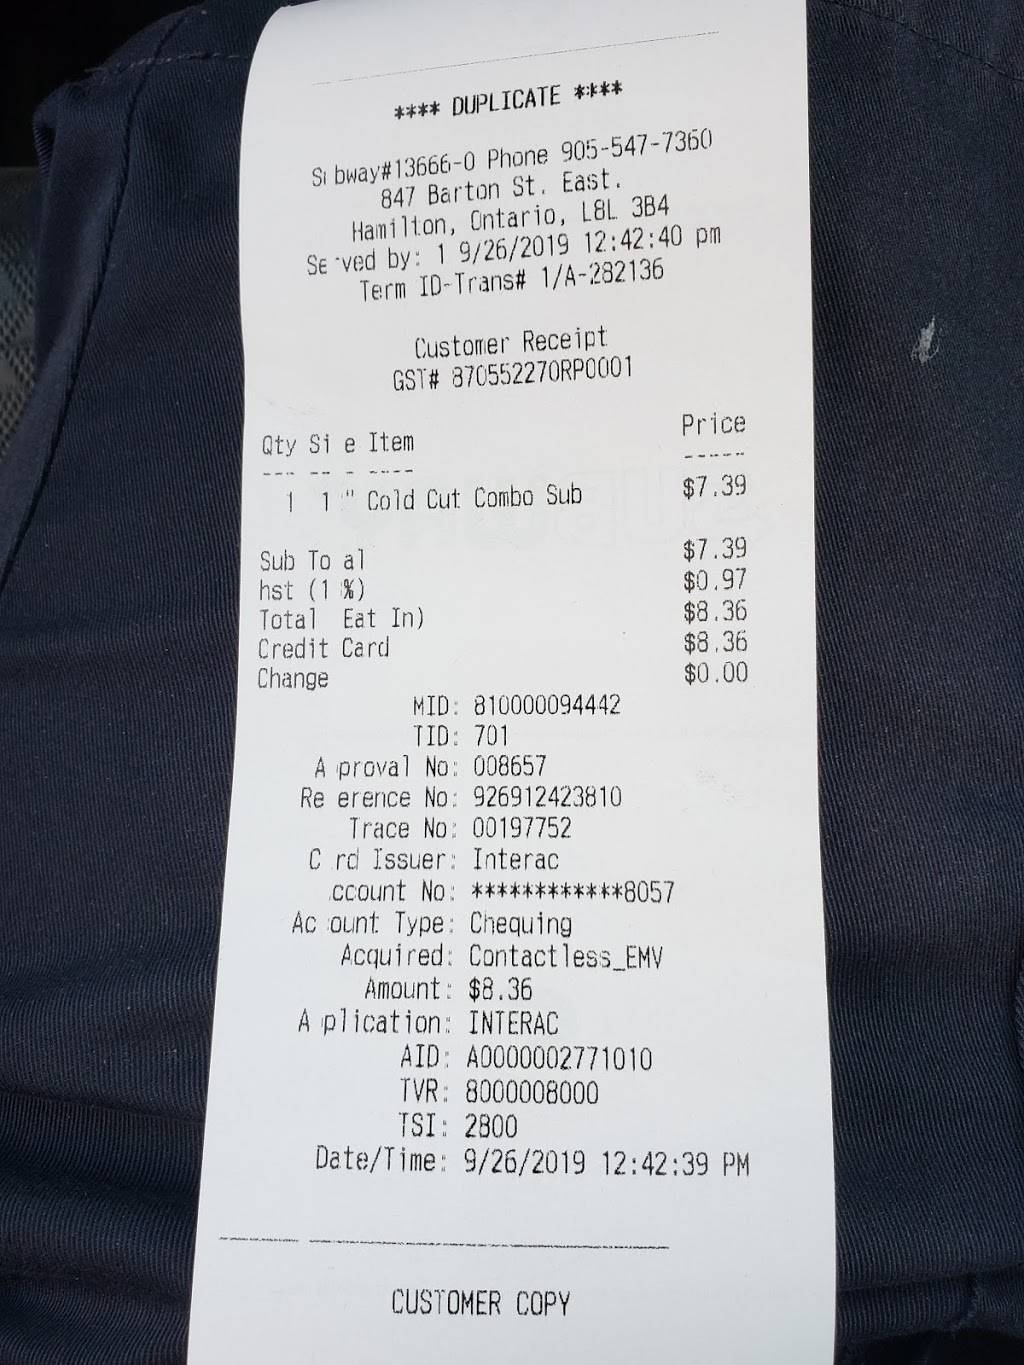 **** DUPLICATE ****
Subway#13666-0 Phone 905-547-7360
847 Barton St. East.
Hamilton, Ontario, L8L 3B4
Served by: 1 9/26/2019 12:42:40 pm
Term ID-Trans# 1/A-282136
Customer Receipt
GST# 870552270RP0001
Qty Si e Item Price
--- -- - ---- -----
1 1 " Cold Cut Combo Sub $7.39
Sub To al $7.39
hst (1 %) $0.97
Total Eat In) $8.36
Credit Card $8.36
Change $0.00
MID: 810000094442
TID: 701
A proval No: 008657
Re erence No: 926912423810
Trace No: 00197752
C rd Issuer: Interac
ccount No: ************8057
Ac ount Type: Chequing
Acquired: Contactless_EMV
Amount: $8.36
A plication: INTERAC
AID: A0000002771010
TVR: 8000008000
TSI: 2800
Date/Time: 9/26/2019 12:42:39 PM
CUSTOMER COPY